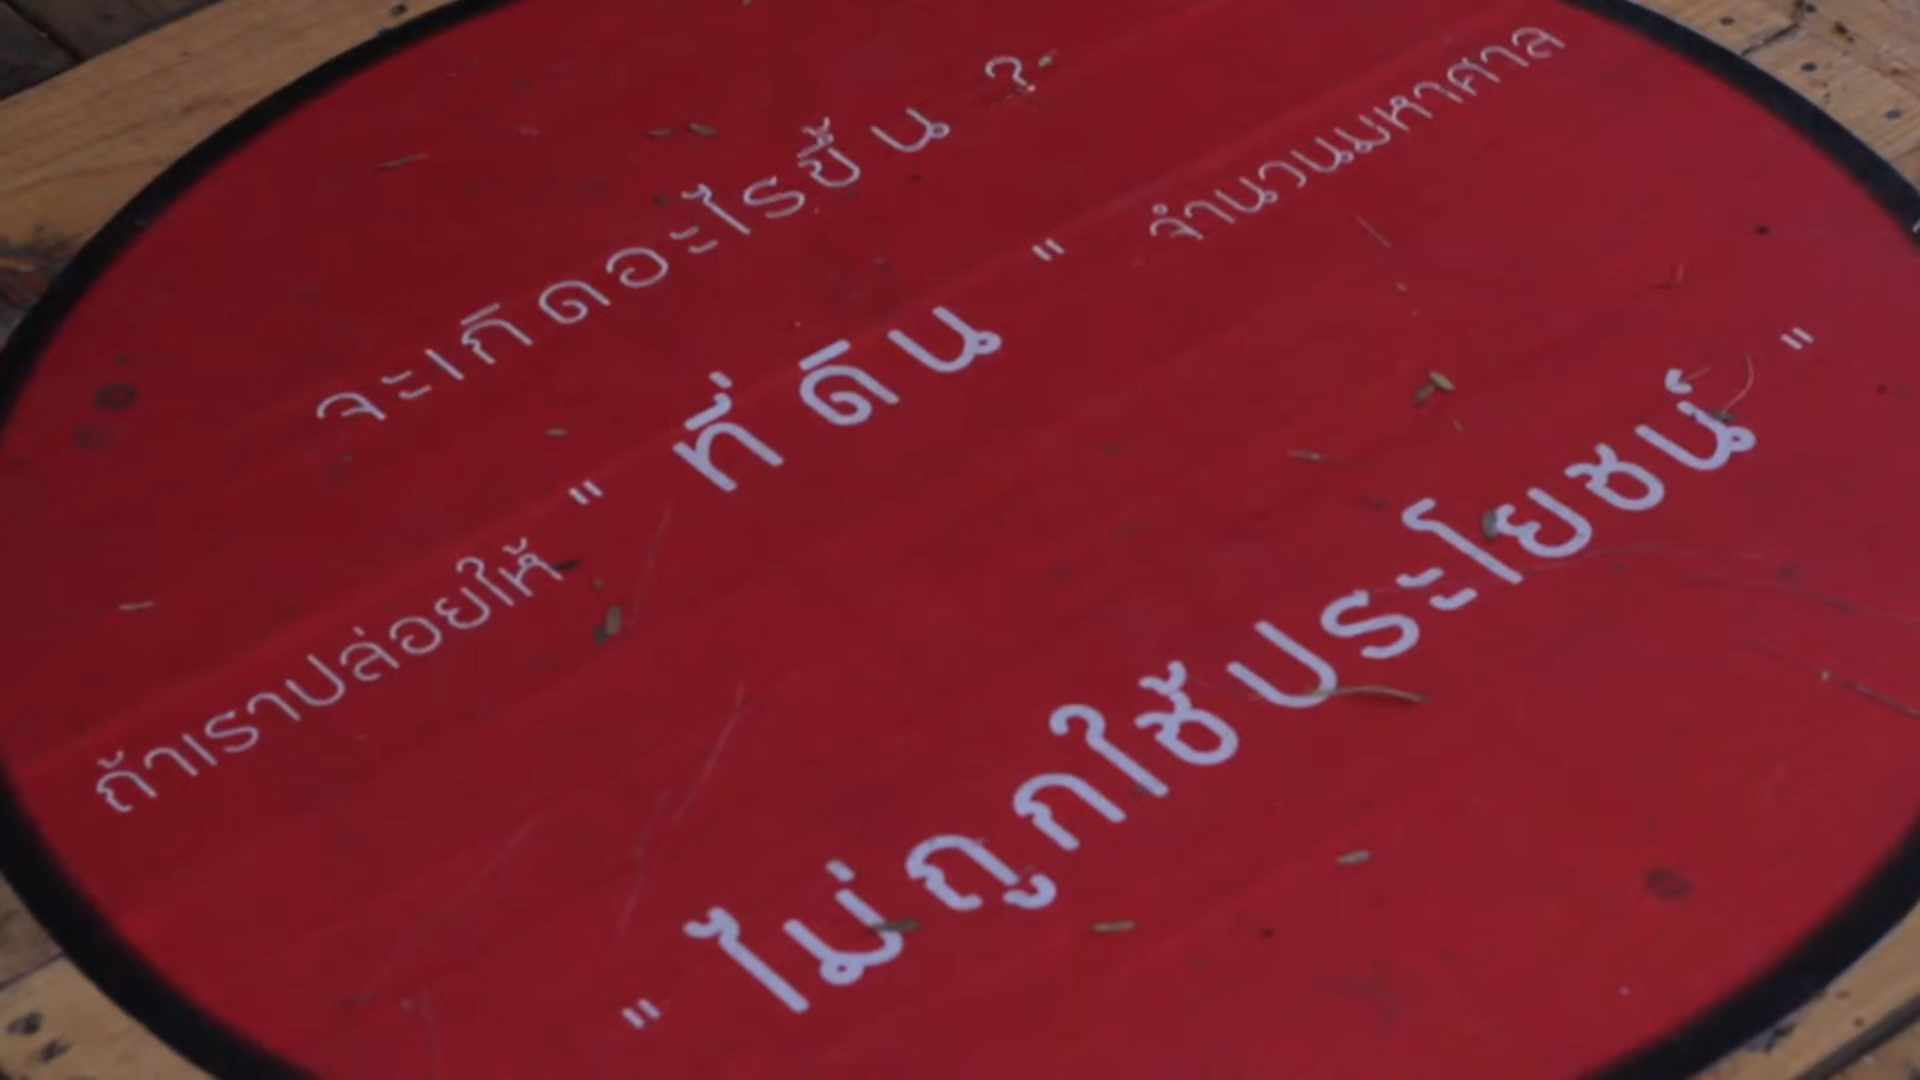 จะเกิดอะไรขึ้น ?
ถ้าเราปล่อยให้ " ที่ดิน " จำนวนมหาศาล
" ไม่ถูกใช้ประโยชน์ "